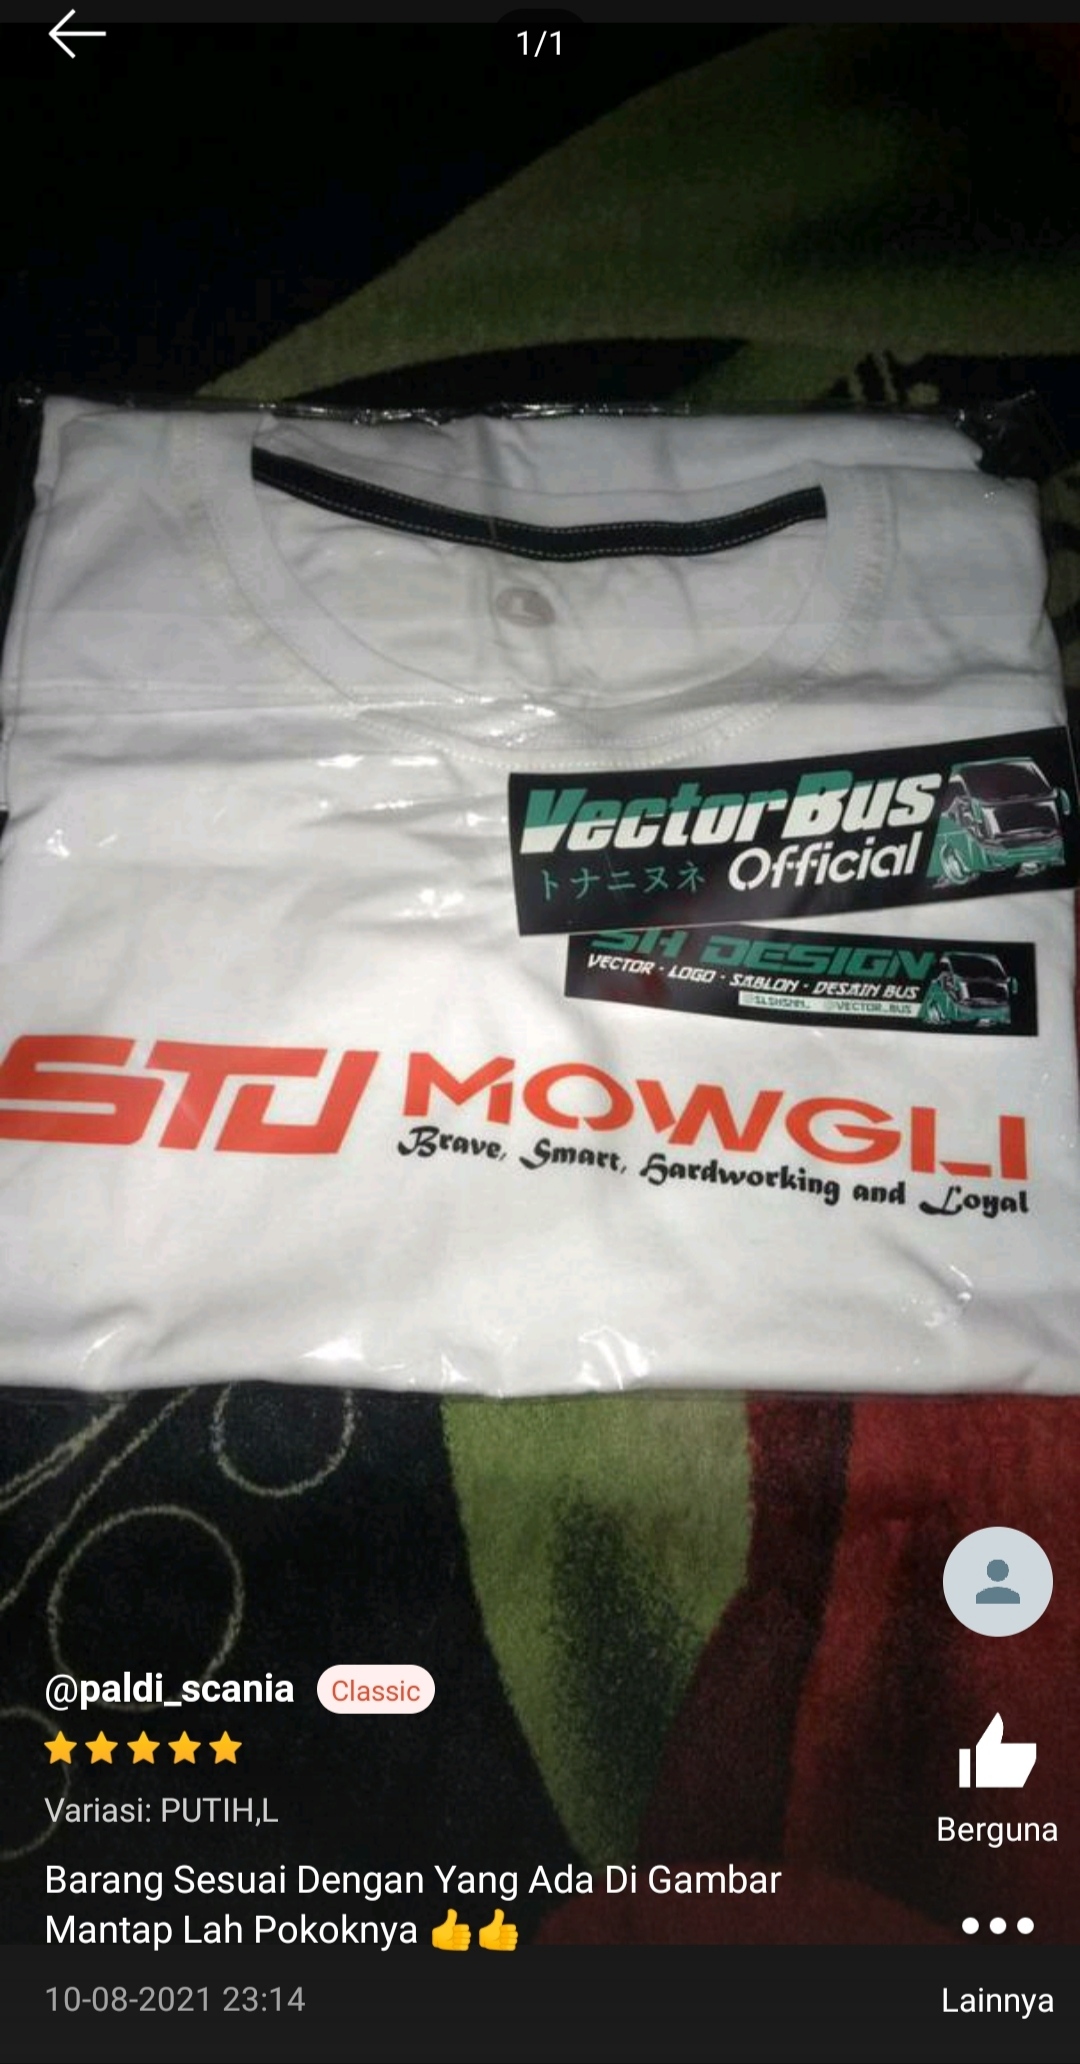 1/1
L
VectorBus
トナニヌネ Official
SH DESIGN
VECTOR - LOGO - SABLON - DESAIN BUS
@VECTOR_BUS
STJ MOWGLI
Brave, Smart, Hardworking and Loyal
@paldi_scania Classic
Variasi: PUTIH,L
Berguna
Barang Sesuai Dengan Yang Ada Di Gambar
Mantap Lah Pokoknya 👍👍
10-08-2021 23:14
Lainnya